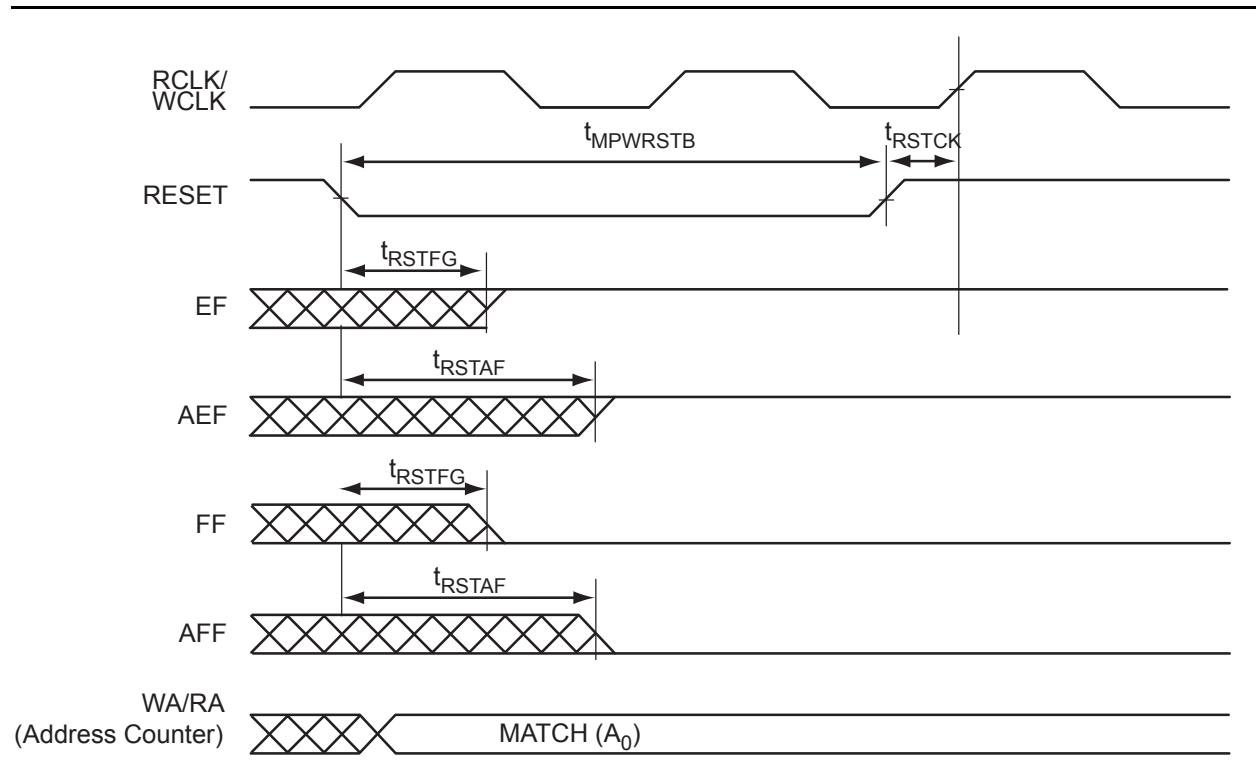 RCLK/
WCLK
tMPWRSTB
tRSTCK
RESET
tRSTFG
EF
tRSTAF
AEF
tRSTFG
FF
tRSTAF
AFF
WA/RA
(Address Counter)
MATCH (A0)